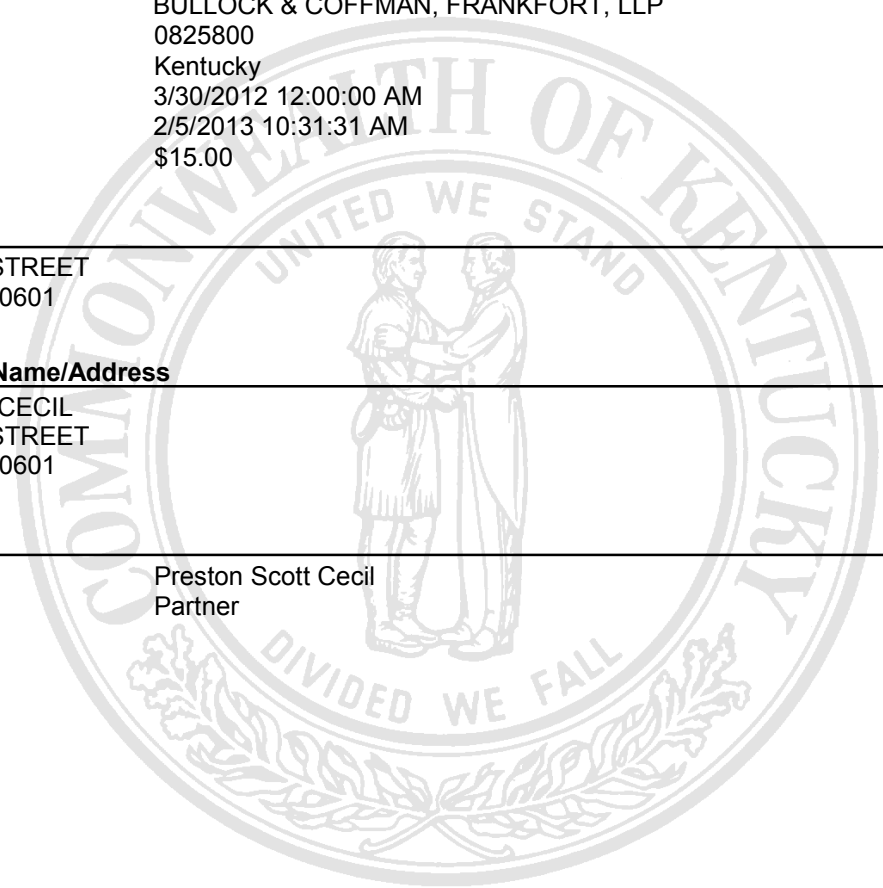 BULLOCK & COFFMAN, FRANKFORT, LLP
0825800
Kentucky
3/30/2012 12:00:00 AM
2/5/2013 10:31:31 AM
$15.00
STREET
0601
Name/Address
CECIL
STREET
0601
Preston Scott Cecil
Partner
COMMONWEALTH OF KENTUCKY
UNITED WE STAND
DIVIDED WE FALL